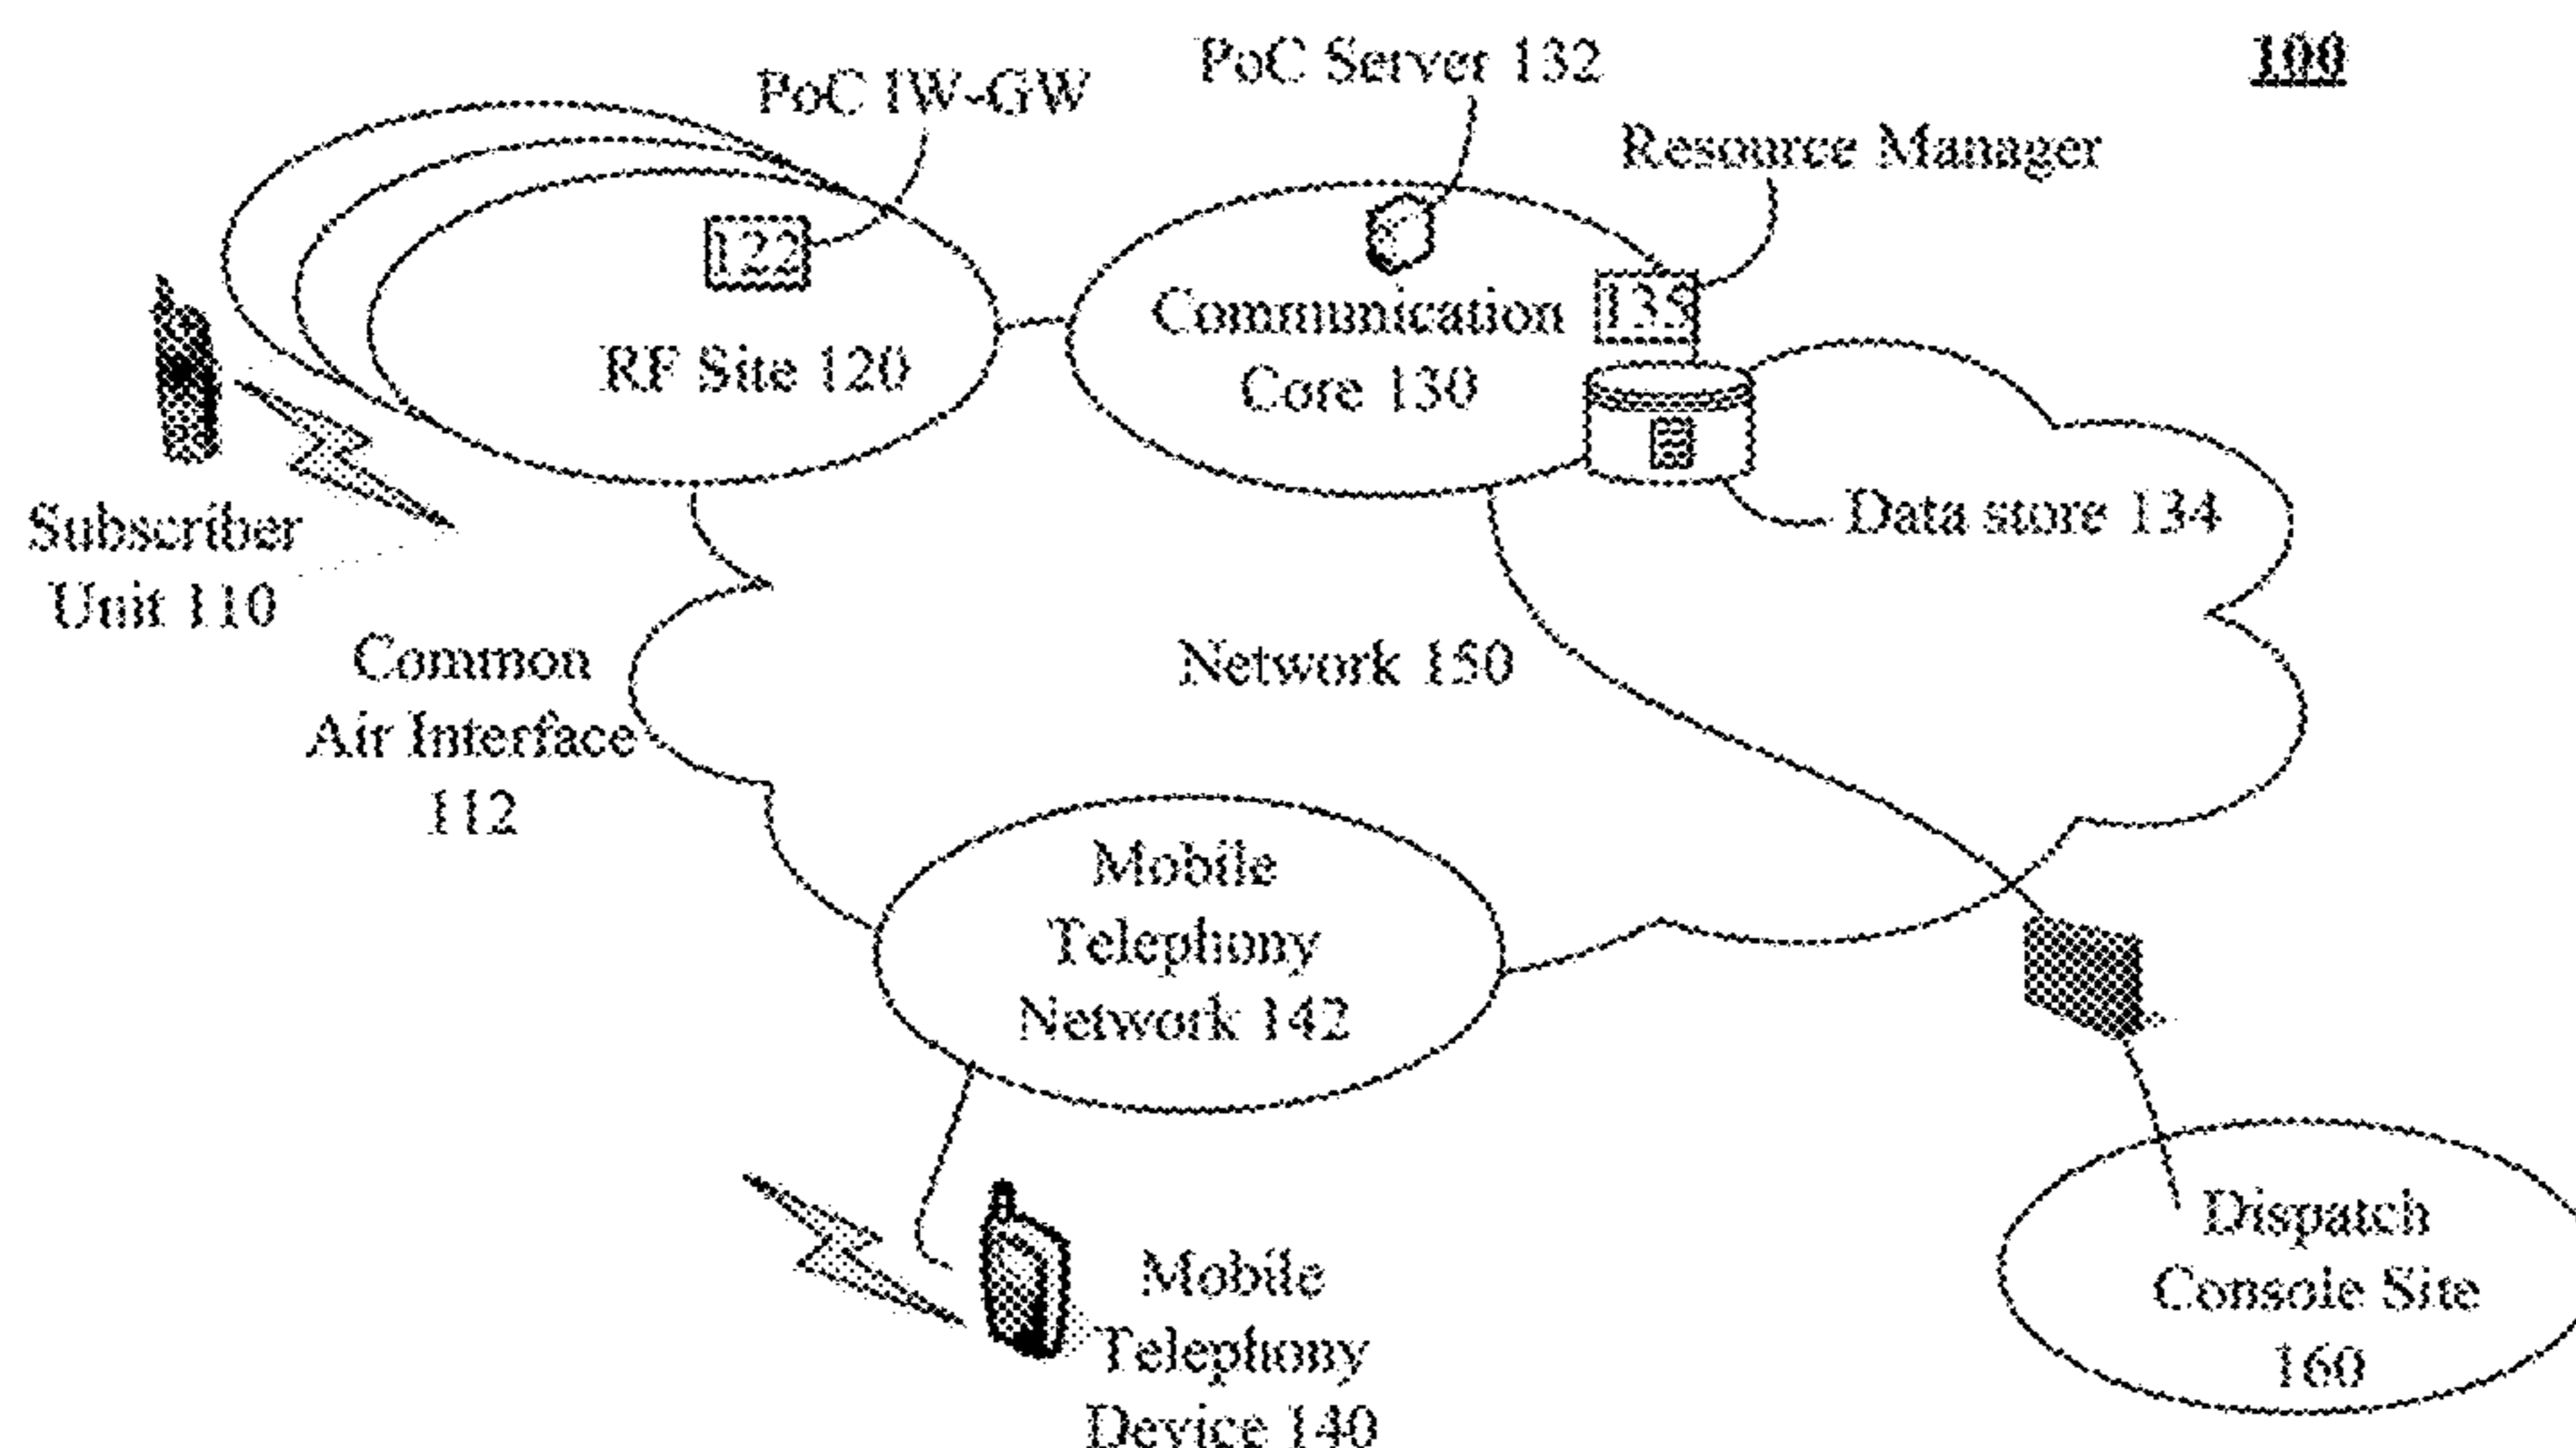 100
PoC Server 132
PoC IW-GW
Resource Manager
122
135
Communication
Core 130
RF Site 120
Data store 134
Subscriber
Unit 110
Common
Air Interface
112
Network 150
Mobile
Telephony
Network 142
Dispatch
Console Site
160
Mobile
Telephony
Device 140